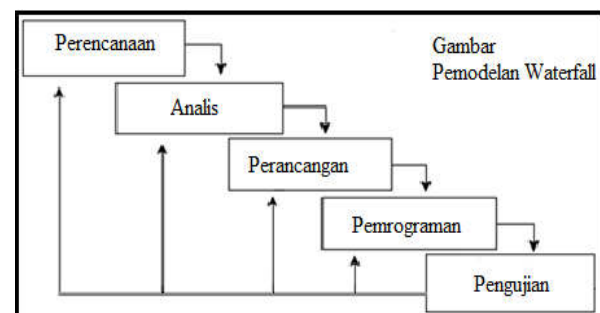 Perencanaan
Gambar
Pemodelan Waterfall
Analis
Perancangan
Pemrograman
Pengujian